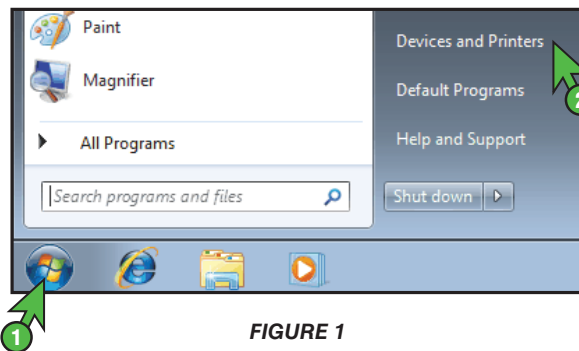 Paint
Magnifier
All Programs
Search programs and files
Devices and Printers
Default Programs
Help and Support
Shut down
1
2
FIGURE 1